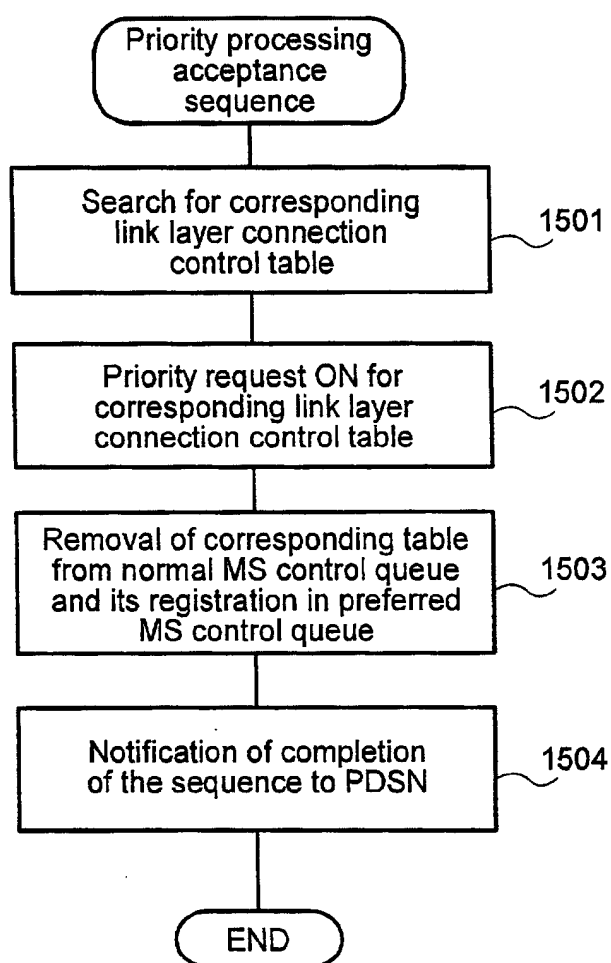 Priority processing
acceptance
sequence
Search for corresponding
link layer connection
control table
1501
Priority request ON for
corresponding link layer
connection control table
1502
Removal of corresponding table
from normal MS control queue
and its registration in preferred
MS control queue
1503
Notification of completion
of the sequence to PDSN
1504
END